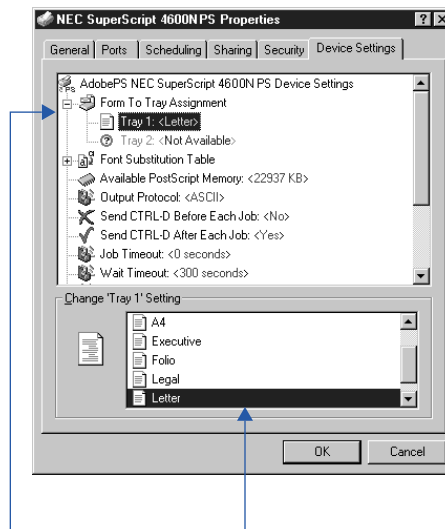 NEC SuperScript 4600N PS Properties
General Ports Scheduling Sharing Security Device Settings
AdobePS NEC SuperScript 4600N PS Device Settings
Form To Tray Assignment
Tray 1: <Letter>
Tray 2: <Not Available>
Font Substitution Table
Available PostScript Memory: <22937 KB>
Output Protocol: <ASCII>
Send CTRL-D Before Each Job: <No>
Send CTRL-D After Each Job: <Yes>
Job Timeout: <0 seconds>
Wait Timeout: <300 seconds>
Change 'Tray 1' Setting
A4
Executive
Folio
Legal
Letter
OK Cancel